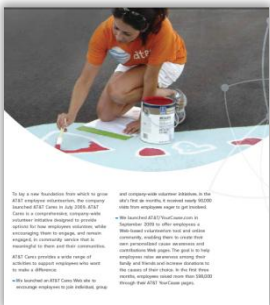 at&t
To lay a new foundation from which to grow
AT&T employee volunteerism, the company
launched AT&T Cares in July 2009. AT&T
Cares is a comprehensive, company-wide
volunteer initiative designed to provide
options for how employees volunteer, while
encouraging them to engage, and remain
engaged, in community service that is
meaningful to them and their communities.
AT&T Cares provides a wide range of
activities to support employees who want
to make a difference:
We launched an AT&T Cares Web site to
encourage employees to join individual, group
and company-wide volunteer initiatives. In the
site's first six months, it received nearly
visits from employees eager to get involved.
We launched AT&T/YourCause.com in
September 2009 to offer employees a
Web-based volunteerism tool and online
community, enabling them to create their
own personalized cause awareness and
contributions Web pages. The goal is to help
employees raise awareness among their
family and friends and increase donations to
the causes of their choice. In the first three
months, employees raised more than
through their AT&T YourCause pages.